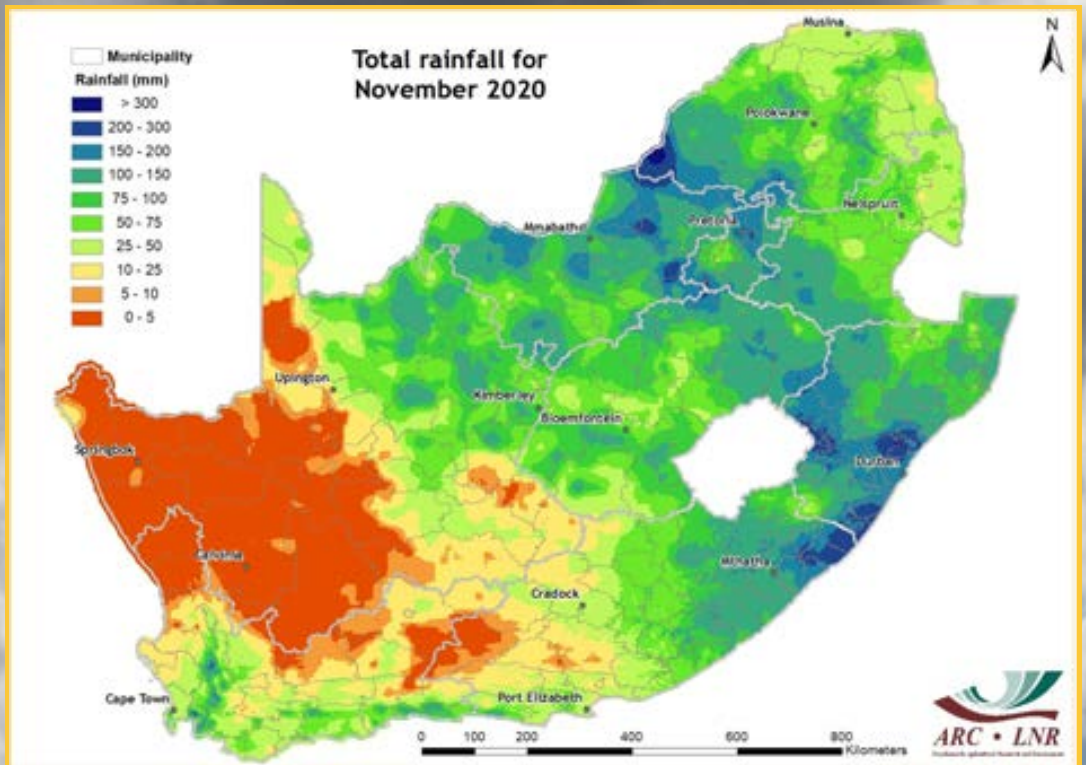 Total rainfall for
November 2020
N
Municipality
Rainfall (mm)
> 300
200 - 300
150 - 200
100 - 150
75 - 100
50 - 75
25 - 50
10 - 25
5 - 10
0 - 5
Musina
Polokwane
Nelspruit
Pretoria
Mmabatho
Upington
Kimberley
Bloemfontein
Springbok
Durban
Calvinia
Mthatha
Cradock
Cape Town
Port Elizabeth
0 100 200 400 600 800
Kilometers
ARC • LNR